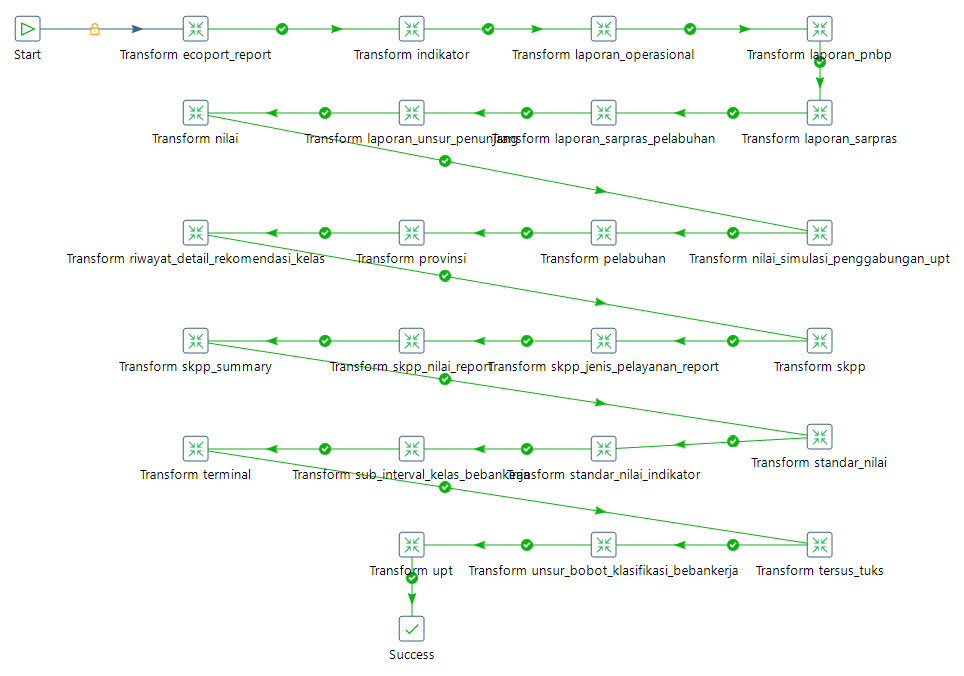 Start
Transform ecoport_report
Transform indikator
Transform laporan_operasional
Transform laporan_pnbp
Transform nilai
Transform laporan_unsur_penunjang
Transform laporan_sarpras_pelabuhan
Transform laporan_sarpras
Transform riwayat_detail_rekomendasi_kelas
Transform provinsi
Transform pelabuhan
Transform nilai_simulasi_penggabungan_upt
Transform skpp_summary
Transform skpp_nilai_report
Transform skpp_jenis_pelayanan_report
Transform skpp
Transform terminal
Transform sub_interval_kelas_bebankerja
Transform standar_nilai_indikator
Transform standar_nilai
Transform upt
Transform unsur_bobot_klasifikasi_bebankerja
Transform tersus_tuks
Success